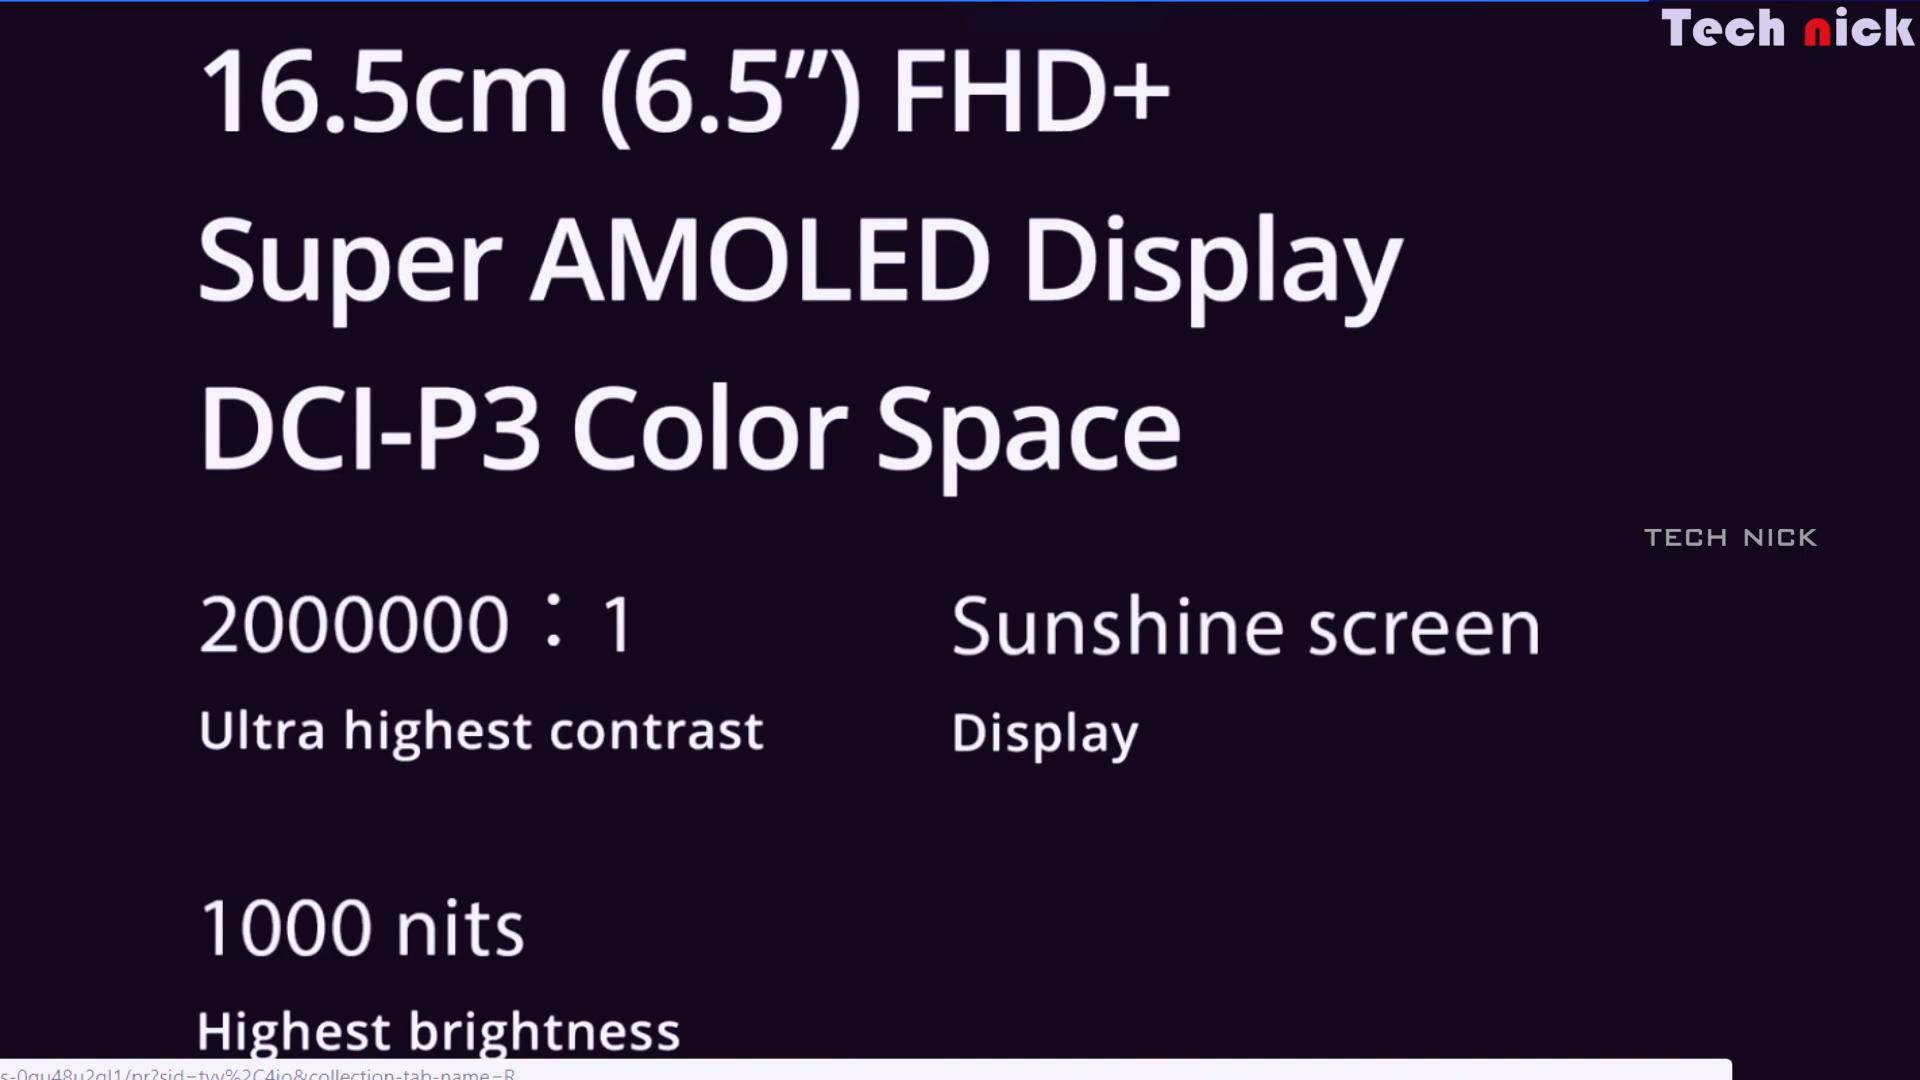 Tech nick
16.5cm (6.5”) FHD+
Super AMOLED Display
DCI-P3 Color Space
TECH NICK
2000000 : 1
Ultra highest contrast
Sunshine screen
Display
1000 nits
Highest brightness